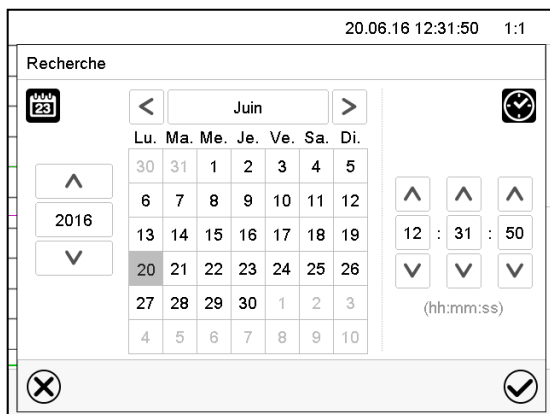 20.06.16 12:31:50 1:1
Recherche
23
< Juin >
Lu. Ma. Me. Je. Ve. Sa. Di.
30 31 1 2 3 4 5
6 7 8 9 10 11 12
2016
13 14 15 16 17 18 19
20 21 22 23 24 25 26
27 28 29 30 1 2 3
4 5 6 7 8 9 10
12 : 31 : 50
(hh:mm:ss)